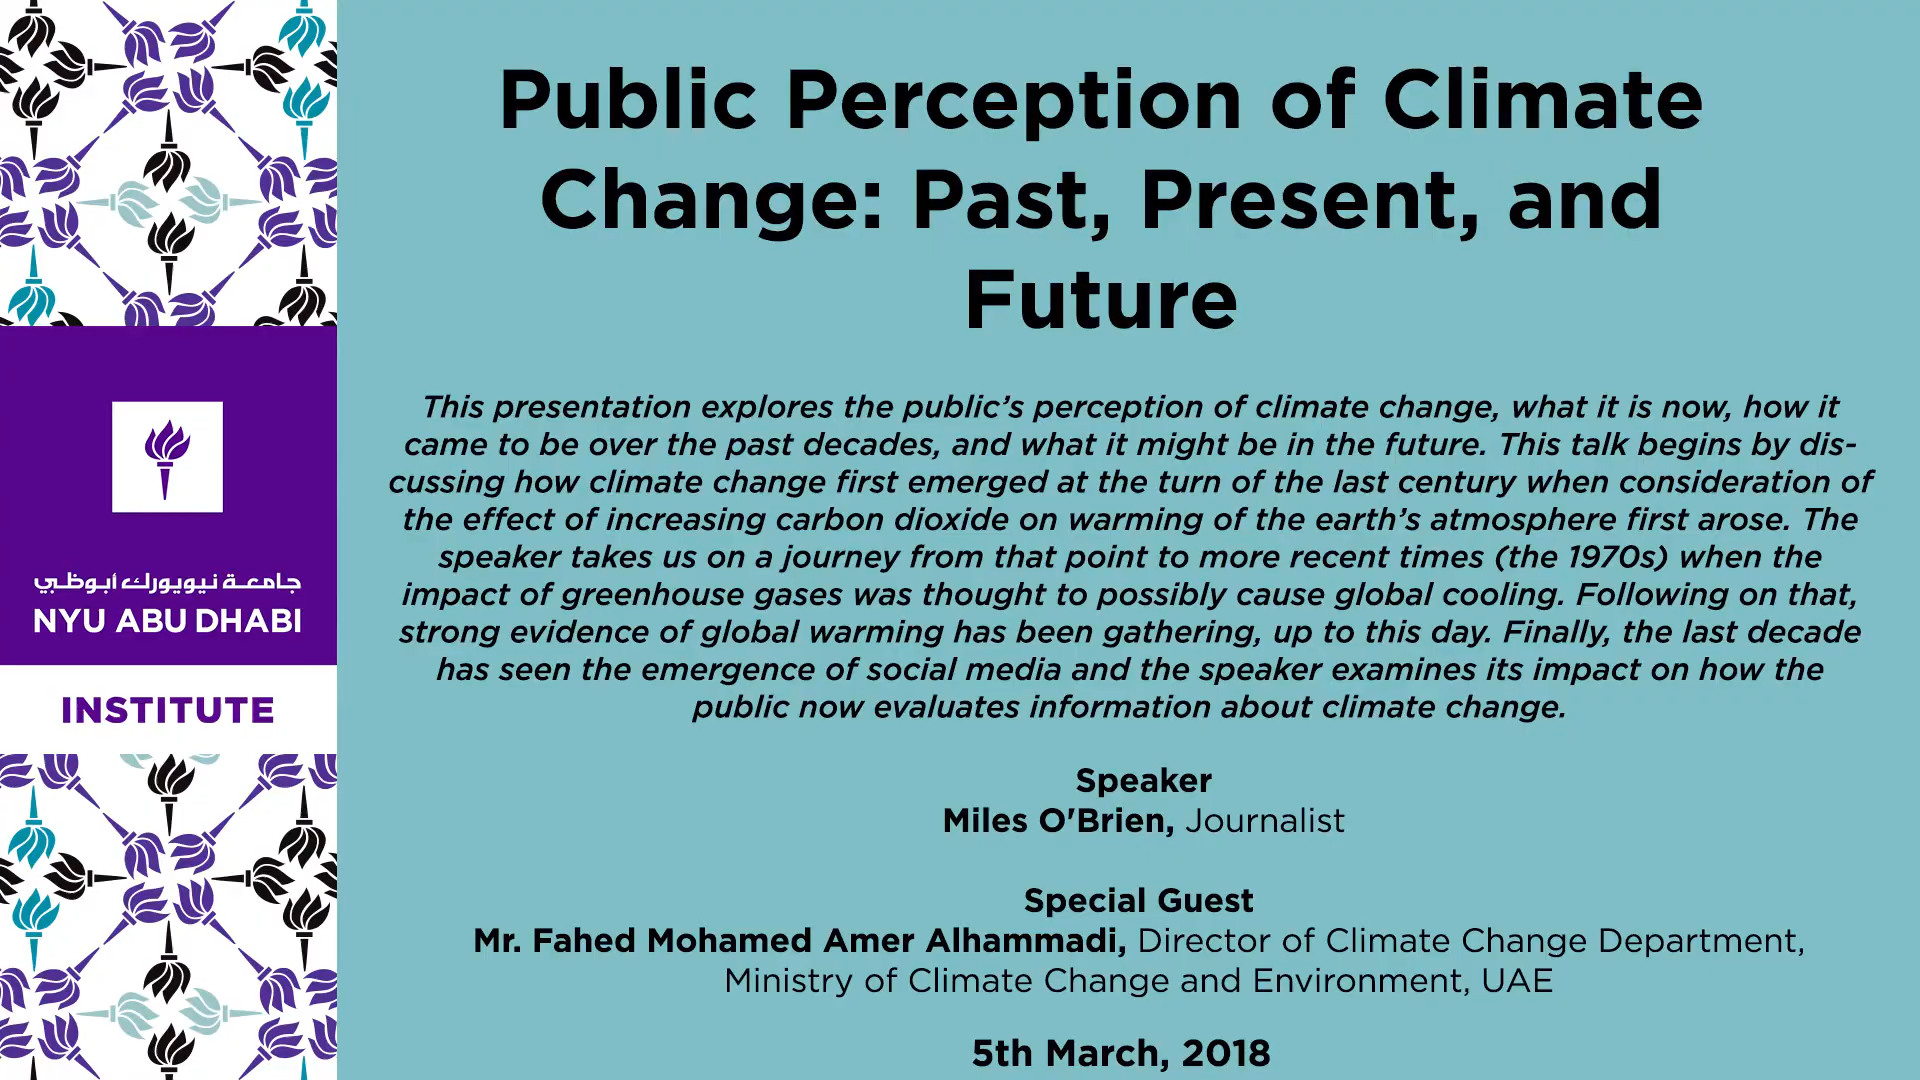 Public Perception of Climate
Change: Past, Present, and
Future
This presentation explores the public’s perception of climate change, what it is now, how it
came to be over the past decades, and what it might be in the future. This talk begins by dis-
cussing how climate change first emerged at the turn of the last century when consideration of
the effect of increasing carbon dioxide on warming of the earth’s atmosphere first arose. The
speaker takes us on a journey from that point to more recent times (the 1970s) when the
impact of greenhouse gases was thought to possibly cause global cooling. Following on that,
strong evidence of global warming has been gathering, up to this day. Finally, the last decade
has seen the emergence of social media and the speaker examines its impact on how the
public now evaluates information about climate change.
Speaker
Miles O'Brien, Journalist
Special Guest
Mr. Fahed Mohamed Amer Alhammadi, Director of Climate Change Department,
Ministry of Climate Change and Environment, UAE
5th March, 2018
جامعة نيويورك أبوظبي
NYU ABU DHABI
INSTITUTE